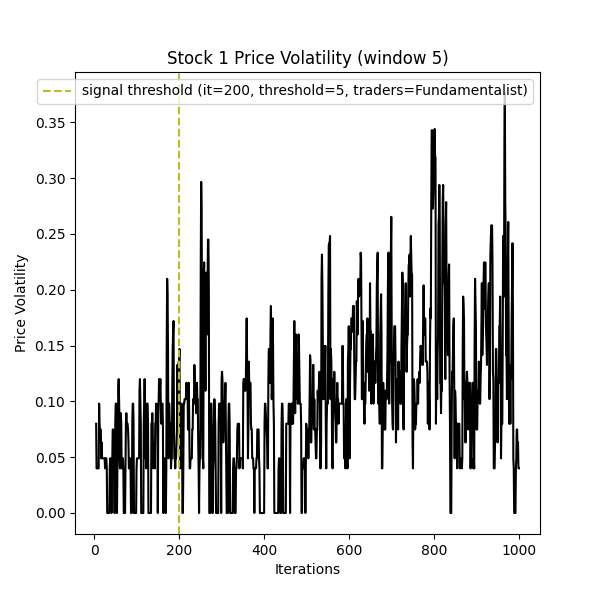 Stock 1 Price Volatility (window 5)
signal threshold (it=200, threshold=5, traders=Fundamentalist)
0.35
0.30
0.25
0.20
0.15
0.10
0.05
0.00
Price Volatility
0 200 400 600 800 1000
Iterations